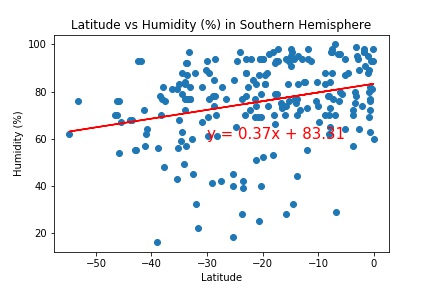 Latitude vs Humidity (%) in Southern Hemisphere
100
80
60
40
20
Humidity (%)
y = 0.37x + 83.31
−50
−40
−30
−20
−10
0
Latitude